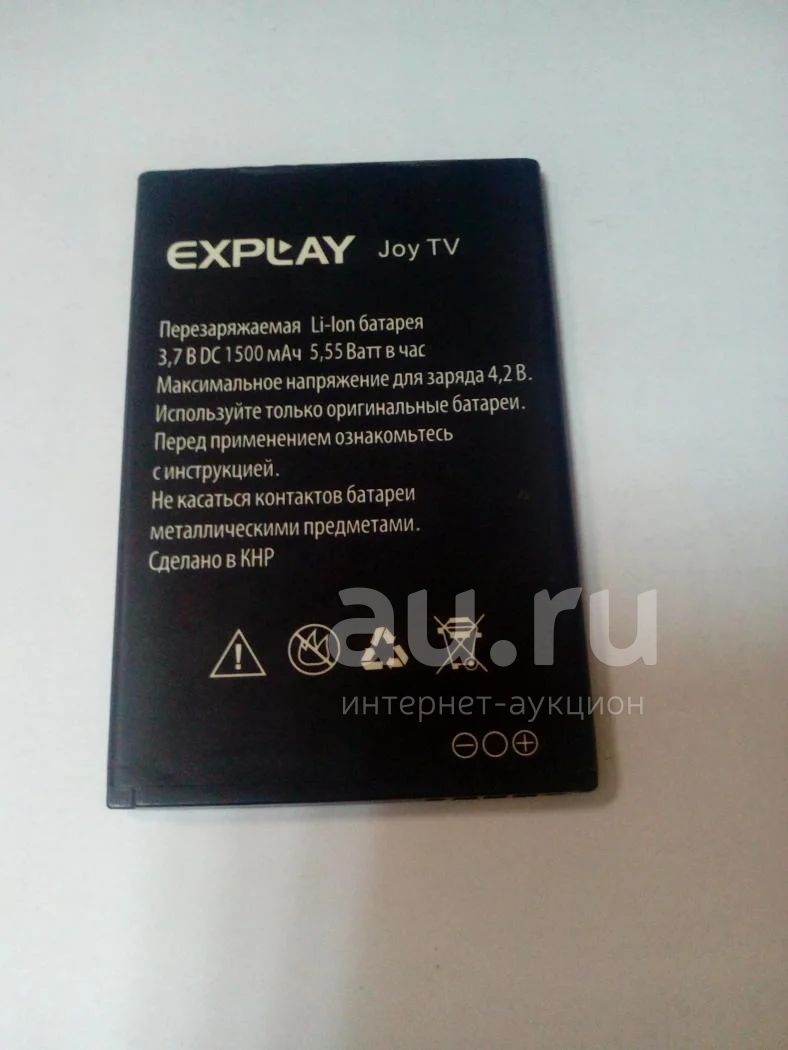 EXPLAY Joy TV
Перезаряжаемая Li-Ion батарея
3,7 В DC 1500 мАч 5,55 Ватт в час
Максимальное напряжение для заряда 4,2 В.
Используйте только оригинальные батареи.
Перед применением ознакомьтесь
с инструкцией.
Не касаться контактов батареи
металлическими предметами.
Сделано в КНР
au.ru
интернет-аукцион